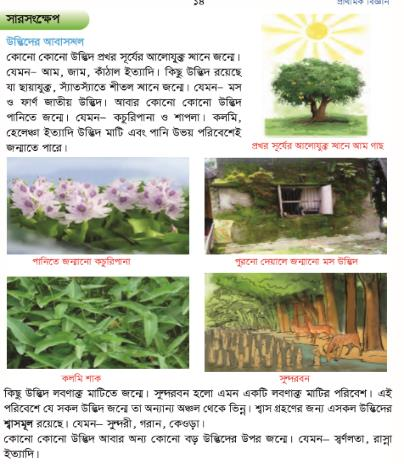 ১৪
প্রাথমিক বিজ্ঞান
সারসংক্ষেপ
উদ্ভিদের আবাসস্থল
কোনো কোনো উদ্ভিদ প্রখর সূর্যের আলোযুক্ত স্থানে জন্মে।
যেমন– আম, জাম, কাঁঠাল ইত্যাদি। কিছু উদ্ভিদ রয়েছে
যা ছায়াযুক্ত, স্যাঁতস্যাঁতে শীতল স্থানে জন্মে। যেমন– মস
ও ফার্ণ জাতীয় উদ্ভিদ। আবার কোনো কোনো উদ্ভিদ
পানিতে জন্মে। যেমন– কচুরিপানা ও শাপলা। কলমি,
হেলেঞ্চা ইত্যাদি উদ্ভিদ মাটি এবং পানি উভয় পরিবেশেই
জন্মাতে পারে।
প্রখর সূর্যের আলোযুক্ত স্থানে আম গাছ
পানিতে জন্মানো কচুরিপানা
পুরনো দেয়ালে জন্মানো মস উদ্ভিদ
কলমি শাক
সুন্দরবন
কিছু উদ্ভিদ লবণাক্ত মাটিতে জন্মে। সুন্দরবন হলো এমন একটি লবণাক্ত মাটির পরিবেশ। এই
পরিবেশে যে সকল উদ্ভিদ জন্মে তা অন্যান্য অঞ্চল থেকে ভিন্ন। শ্বাস গ্রহণের জন্য এসকল উদ্ভিদের
শ্বাসমূল রয়েছে। যেমন– সুন্দরী, গরান, কেওড়া।
কোনো কোনো উদ্ভিদ আবার অন্য কোনো বড় উদ্ভিদের উপর জন্মে। যেমন– স্বর্ণলতা, রাস্না
ইত্যাদি।